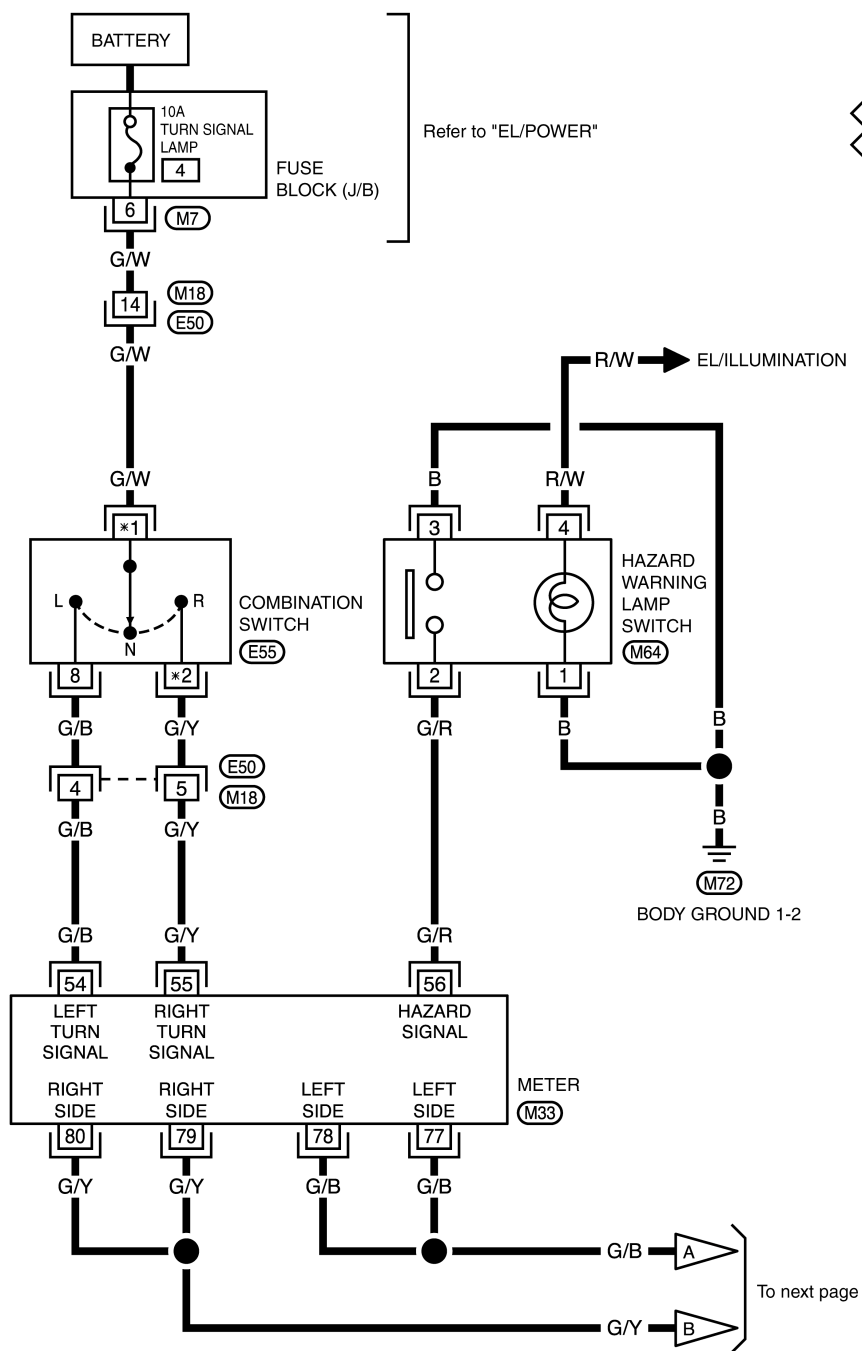 BATTERY
10A
TURN SIGNAL
LAMP
4
FUSE
BLOCK (J/B)
Refer to "EL/POWER"
6
M7
G/W
14
M18
E50
G/W
R/W
EL/ILLUMINATION
G/W
B
R/W
*1
3
4
L
R
N
COMBINATION
SWITCH
E55
HAZARD
WARNING
LAMP
SWITCH
M64
8
*2
2
1
G/B
G/Y
G/R
B
B
4
5
E50
M18
G/B
G/Y
B
M72
BODY GROUND 1-2
G/B
G/Y
G/R
54
55
56
LEFT
TURN
SIGNAL
RIGHT
TURN
SIGNAL
HAZARD
SIGNAL
RIGHT
SIDE
RIGHT
SIDE
LEFT
SIDE
LEFT
SIDE
METER
M33
80
79
78
77
G/Y
G/Y
G/B
G/B
G/B
A
To next page
G/Y
B